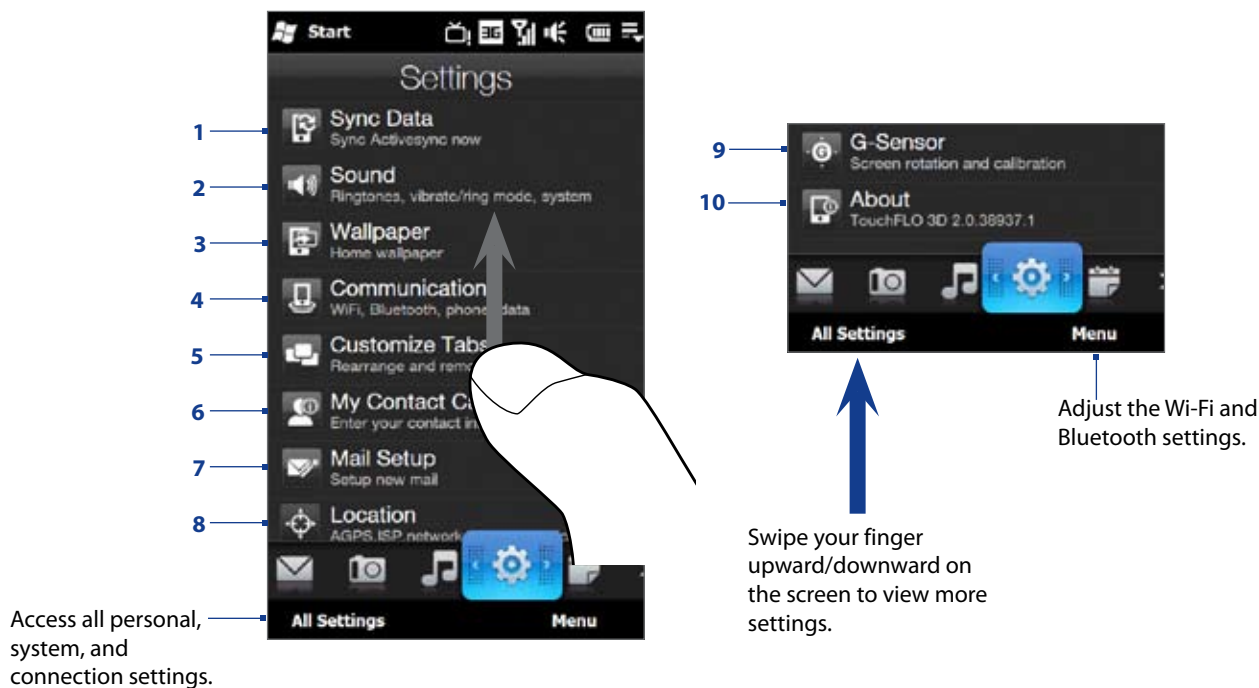 Start
3G
Settings
1
Sync Data
Sync Activesync now
2
Sound
Ringtones, vibrate/ring mode, system
3
Wallpaper
Home wallpaper
4
Communication
WiFi, Bluetooth, phone data
5
Customize Tabs
Rearrange and
6
My Contact
Enter your contact
7
Mail Setup
Setup new mail
8
Location
AGPS,ISP network
All Settings
Menu
Access all personal,
system, and
connection settings.
9
G-Sensor
Screen rotation and calibration
10
About
TouchFLO 3D 2.0.38937.1
All Settings
Menu
Adjust the Wi-Fi and
Bluetooth settings.
Swipe your finger
upward/downward on
the screen to view more
settings.